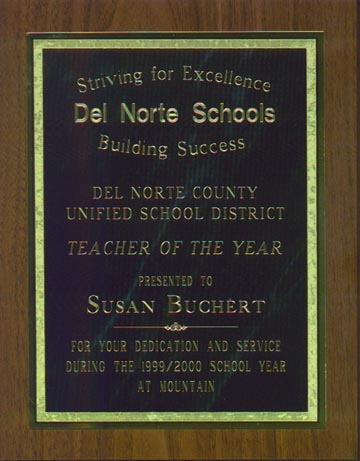 Striving for Excellence
Del Norte Schools
Building Success
DEL NORTE COUNTY
UNIFIED SCHOOL DISTRICT
TEACHER OF THE YEAR
PRESENTED TO
SUSAN BUCHERT
FOR YOUR DEDICATION AND SERVICE
DURING THE 1999/2000 SCHOOL YEAR
AT MOUNTAIN